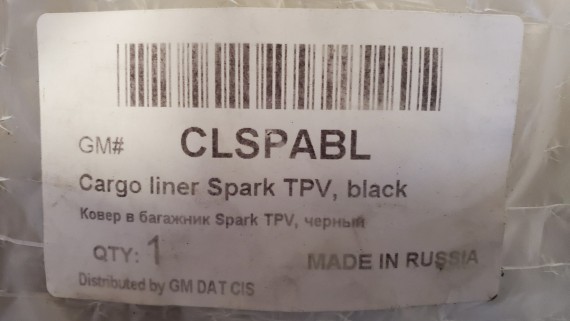 GM# CLSPABL
Cargo liner Spark TPV, black
Ковер в багажник Spark TPV, черный
QTY: 1 MADE IN RUSSIA
Distributed by GM DAT CIS